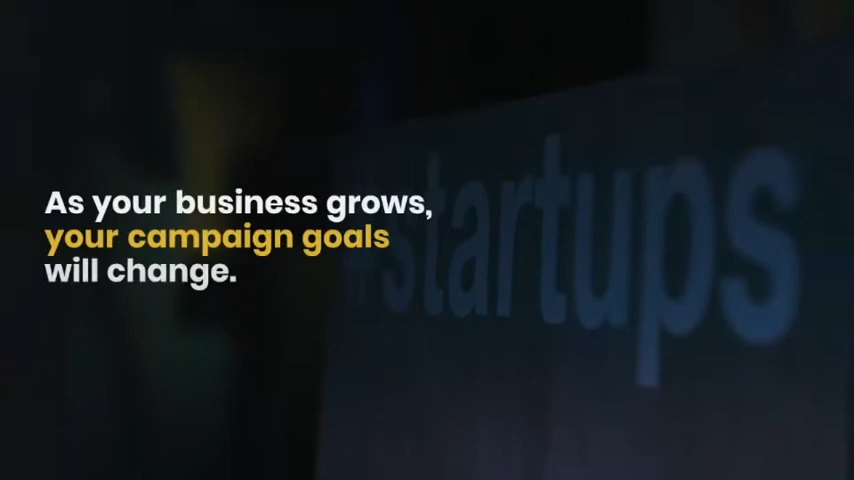 As your business grows,
your campaign goals
will change.
#startups